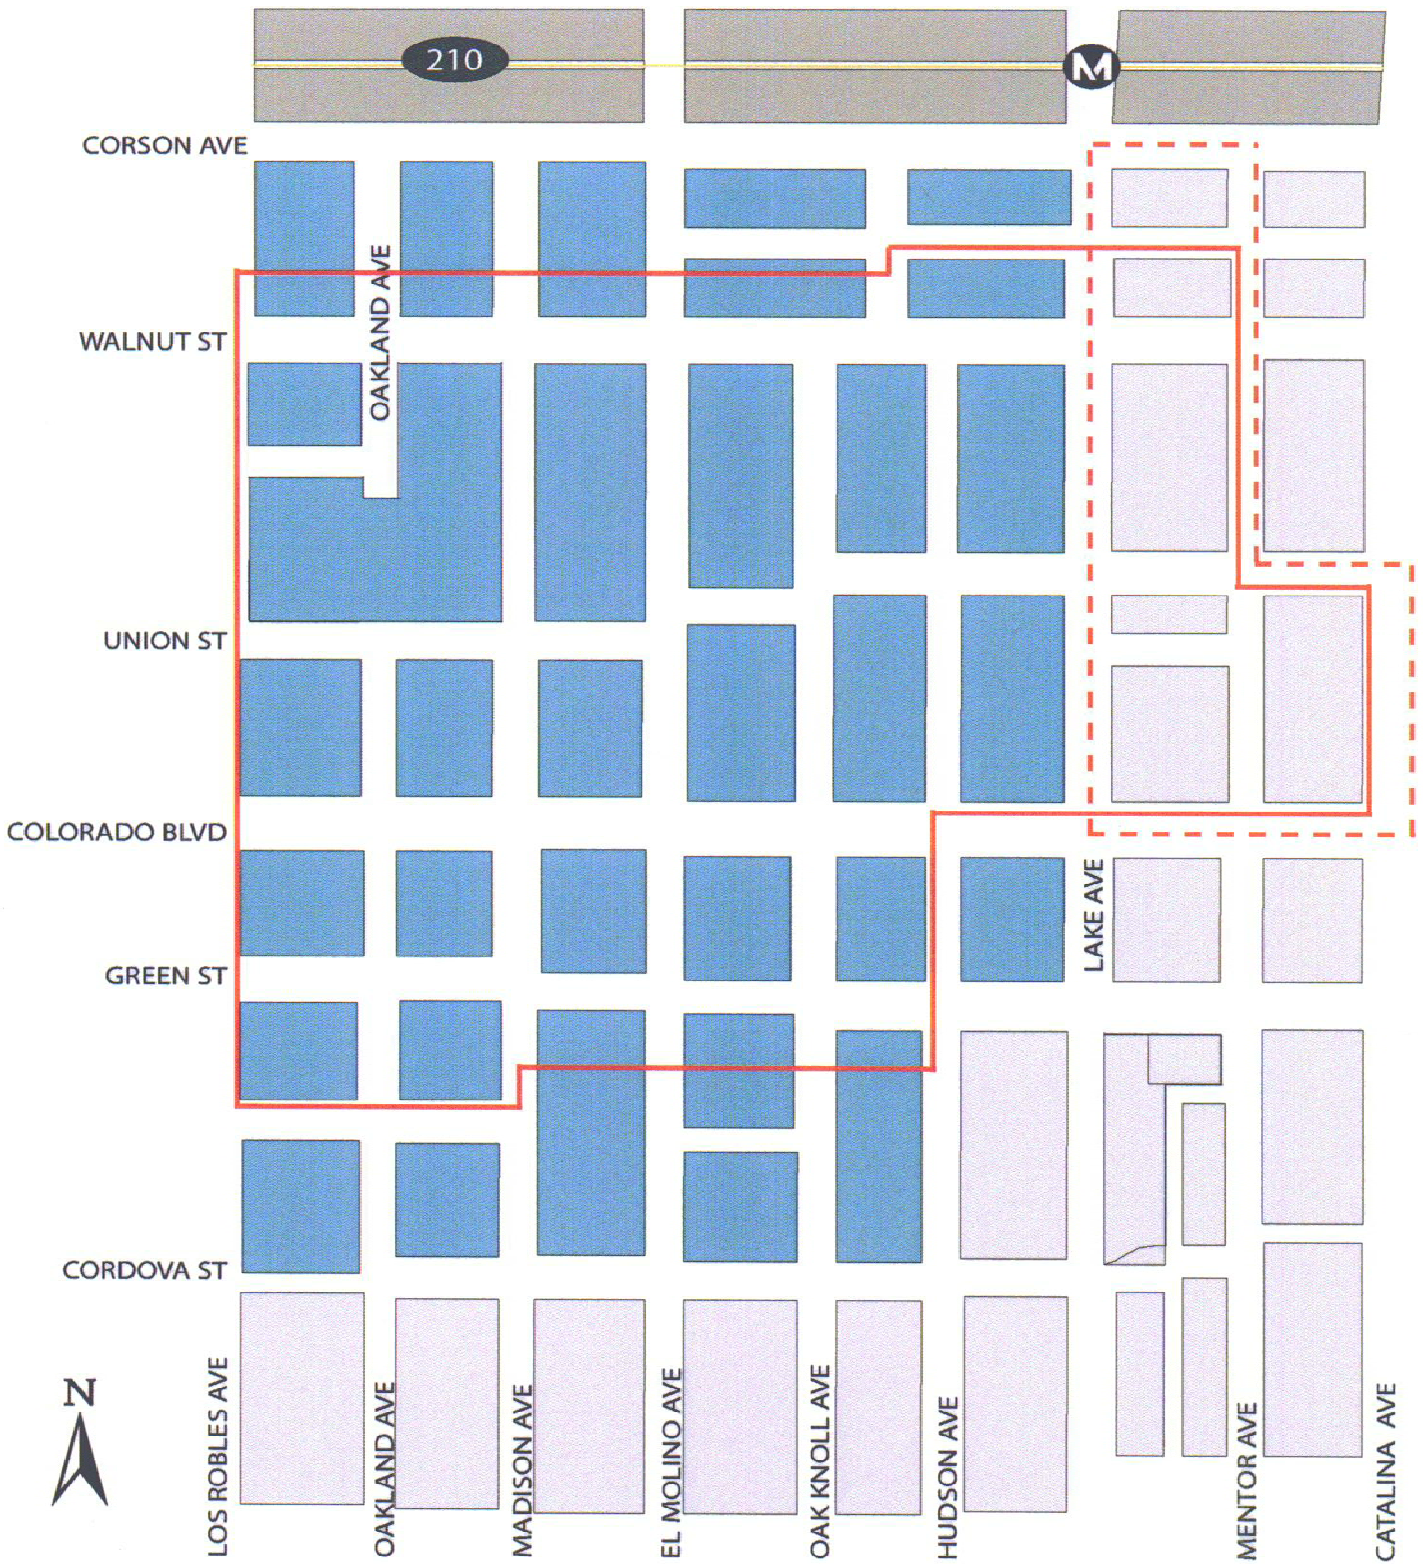 210
M
CORSON AVE
OAKLAND AVE
WALNUT ST
UNION ST
COLORADO BLVD
LAKE AVE
GREEN ST
CORDOVA ST
N
LOS ROBLES AVE
OAKLAND AVE
MADISON AVE
EL MOLINO AVE
OAK KNOLL AVE
HUDSON AVE
MENTOR AVE
CATALINA AVE